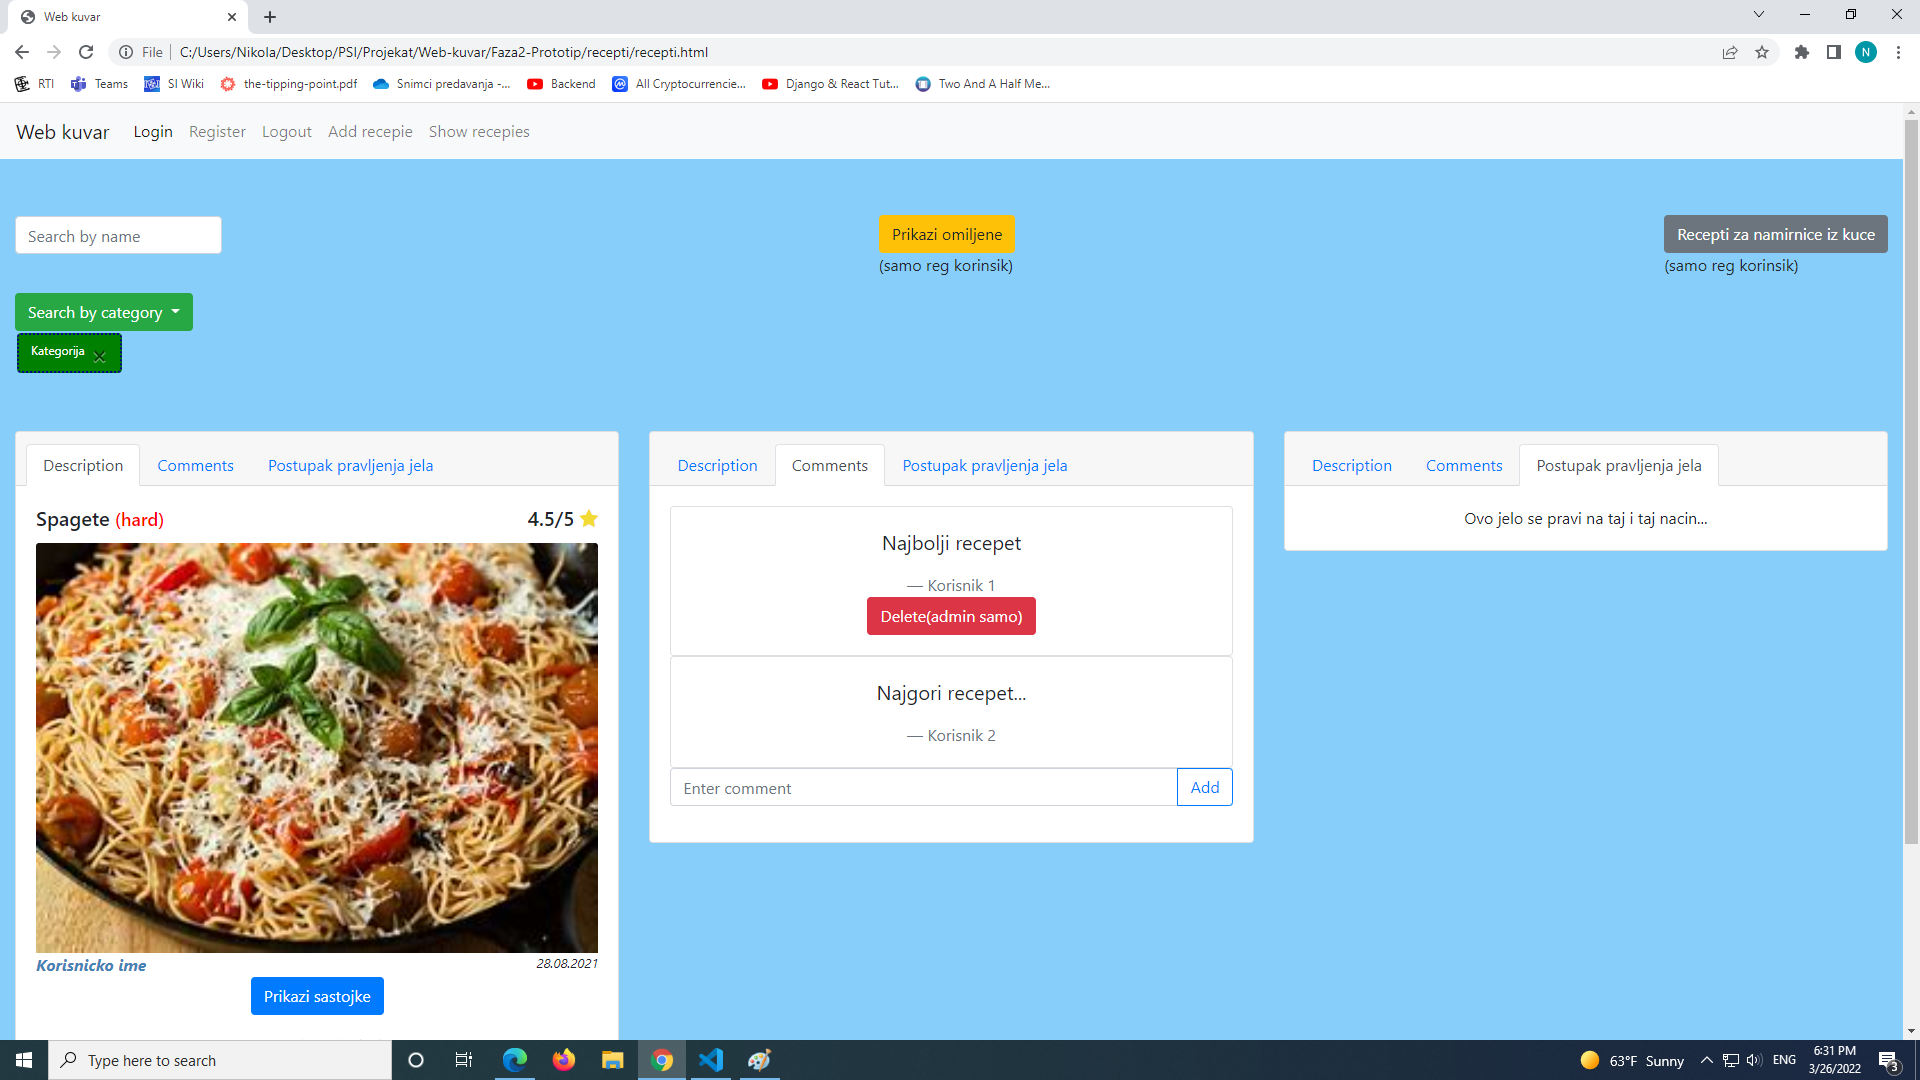 Web kuvar
File
C:/Users/Nikola/Desktop/PSI/Projekat/Web-kuvar/Faza2-Prototip/recepti/recepti.html
N
RTI
Teams
SI Wiki
the-tipping-point.pdf
Snimci predavanja -...
Backend
All Cryptocurrencie...
Django & React Tut...
Two And A Half Me...
Web kuvar
Login
Register
Logout
Add recepie
Show recepies
Search by name
Prikazi omiljene
(samo reg korinsik)
Recepti za namirnice iz kuce
(samo reg korinsik)
Search by category
Kategorija
Description
Comments
Postupak pravljenja jela
Spagete (hard)
4.5/5
Korisnicko ime
28.08.2021
Prikazi sastojke
Description
Comments
Postupak pravljenja jela
Najbolji recepet
— Korisnik 1
Delete(admin samo)
Najgori recepet...
— Korisnik 2
Enter comment
Add
Description
Comments
Postupak pravljenja jela
Ovo jelo se pravi na taj i taj nacin...
Type here to search
63°F Sunny
ENG
6:31 PM
3/26/2022
3